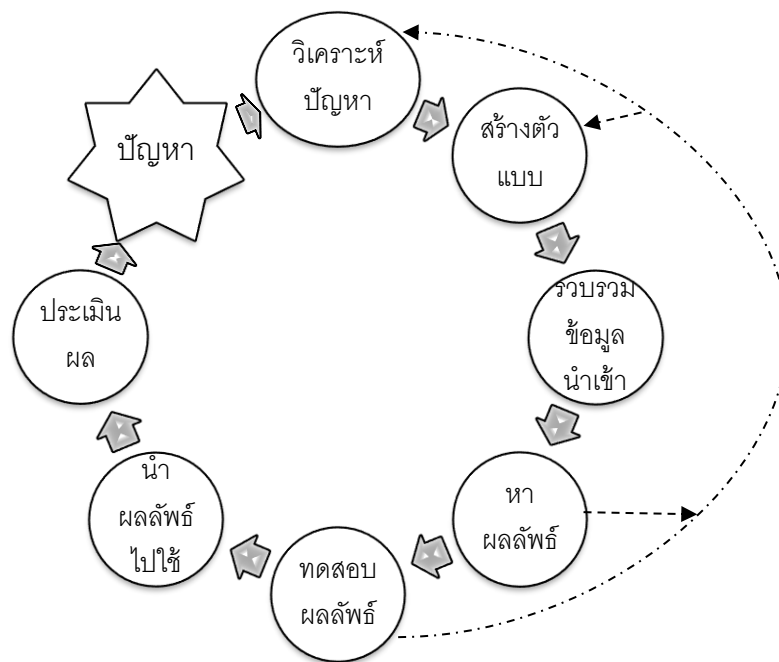 ปัญหา
วิเคราะห์
ปัญหา
สร้างตัว
แบบ
รวบรวม
ข้อมูล
นำเข้า
หา
ผลลัพธ์
ทดสอบ
ผลลัพธ์
นำ
ผลลัพธ์
ไปใช้
ประเมิน
ผล